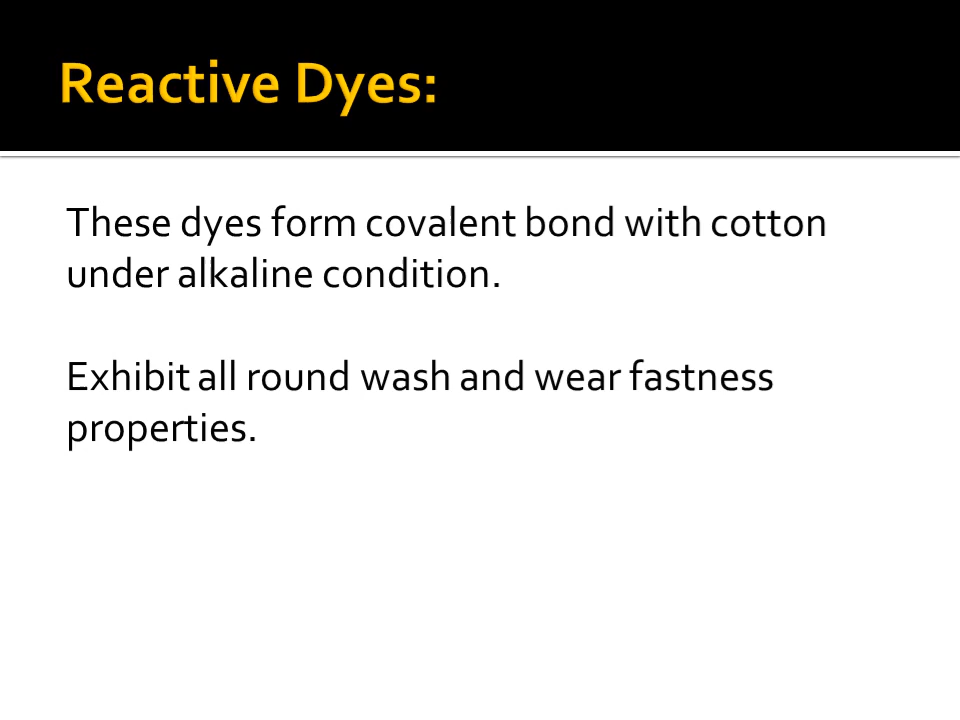 Reactive Dyes:
These dyes form covalent bond with cotton
under alkaline condition.
Exhibit all round wash and wear fastness
properties.